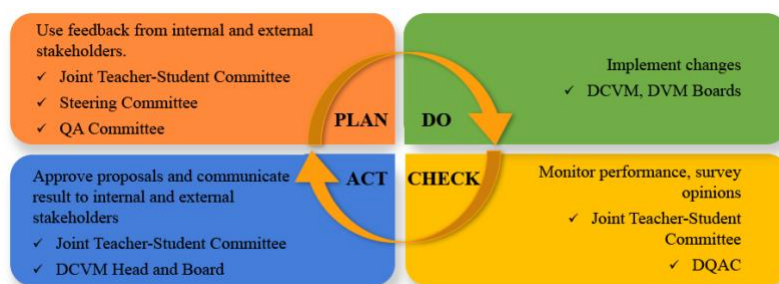 Use feedback from internal and external
stakeholders.
✓ Joint Teacher-Student Committee
✓ Steering Committee
✓ QA Committee
PLAN
DO
Implement changes
✓ DCVM, DVM Boards
Approve proposals and communicate
result to internal and external
stakeholders
✓ Joint Teacher-Student Committee
✓ DCVM Head and Board
ACT
CHECK
Monitor performance, survey
opinions
✓ Joint Teacher-Student
Committee
✓ DQAC